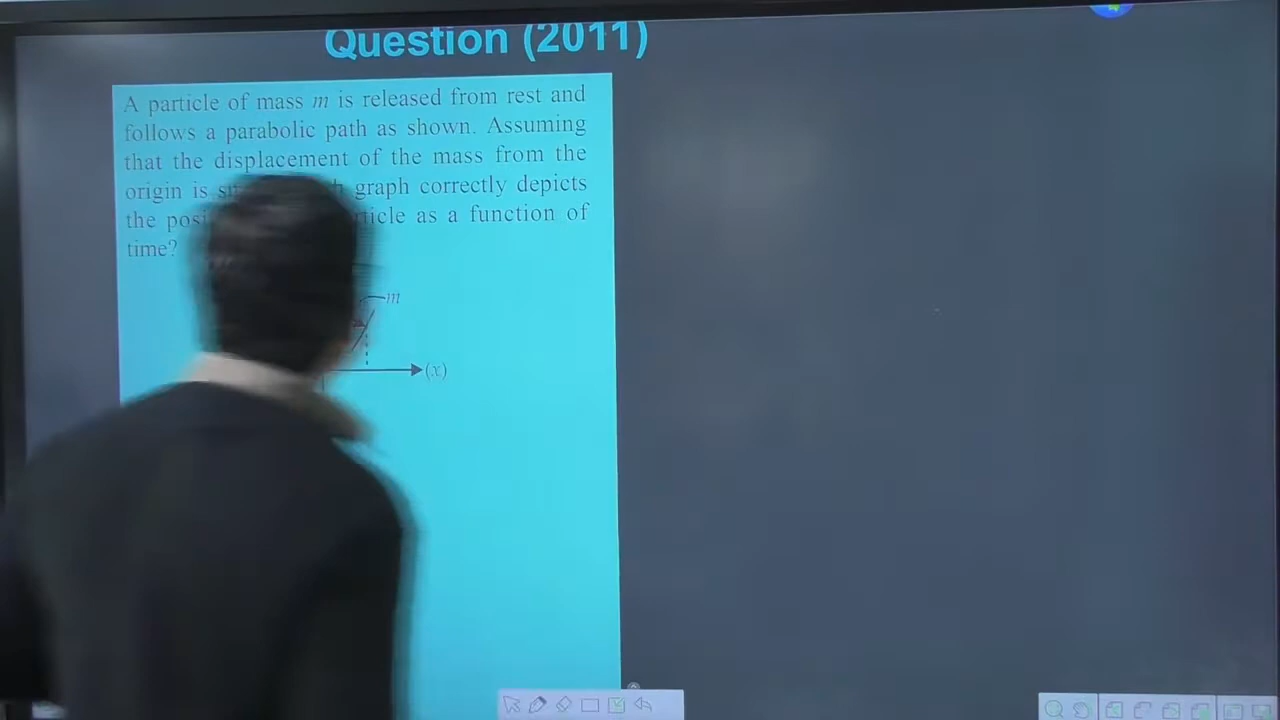 Question (2011)
A particle of mass m is released from rest and
follows a parabolic path as shown. Assuming
that the displacement of the mass from the
origin is graph correctly depicts
the as a function of
time?
m
(x)